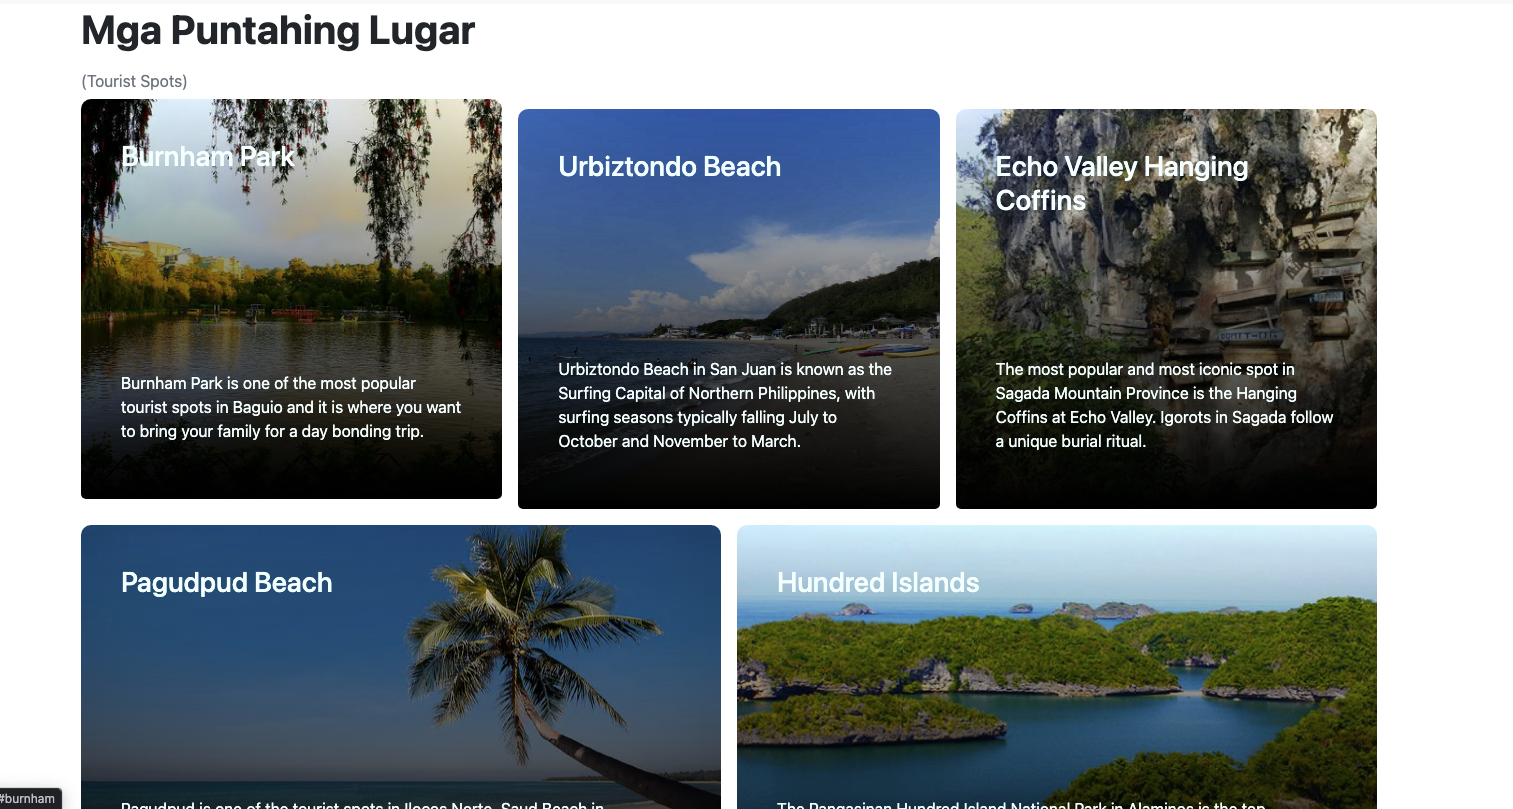 Mga Puntahing Lugar
(Tourist Spots)
Burnham Park
Burnham Park is one of the most popular
tourist spots in Baguio and it is where you want
to bring your family for a day bonding trip.
Urbiztondo Beach
Urbiztondo Beach in San Juan is known as the
Surfing Capital of Northern Philippines, with
surfing seasons typically falling July to
October and November to March.
Echo Valley Hanging
Coffins
The most popular and most iconic spot in
Sagada Mountain Province is the Hanging
Coffins at Echo Valley. Igorots in Sagada follow
a unique burial ritual.
Pagudpud Beach
Pagudpud is one of the tourist spots in Ilocos Norte. Saud Beach in
Hundred Islands
The Pangasinan Hundred Island National Park in Alaminos is the top
#burnham